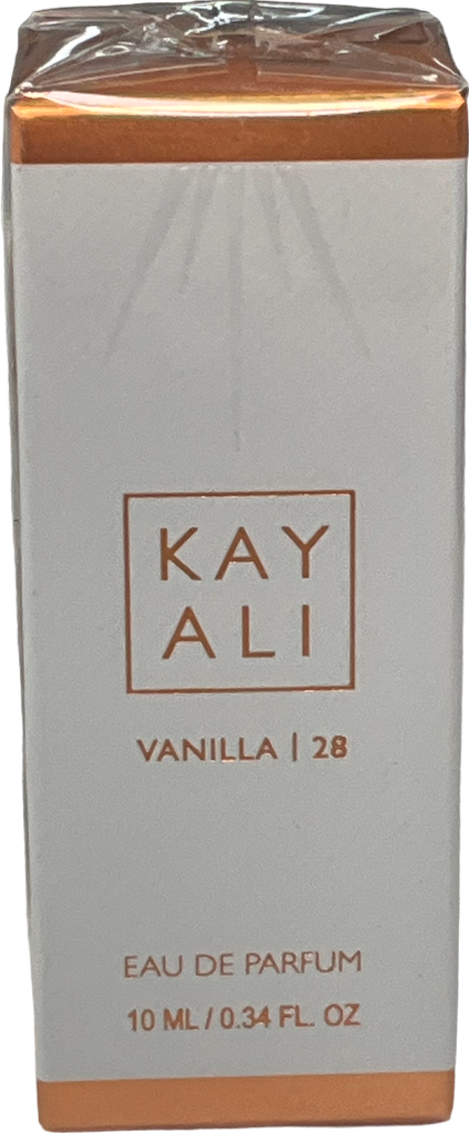 KAY
ALI
VANILLA | 28
EAU DE PARFUM
10 ML / 0.34 FL. OZ